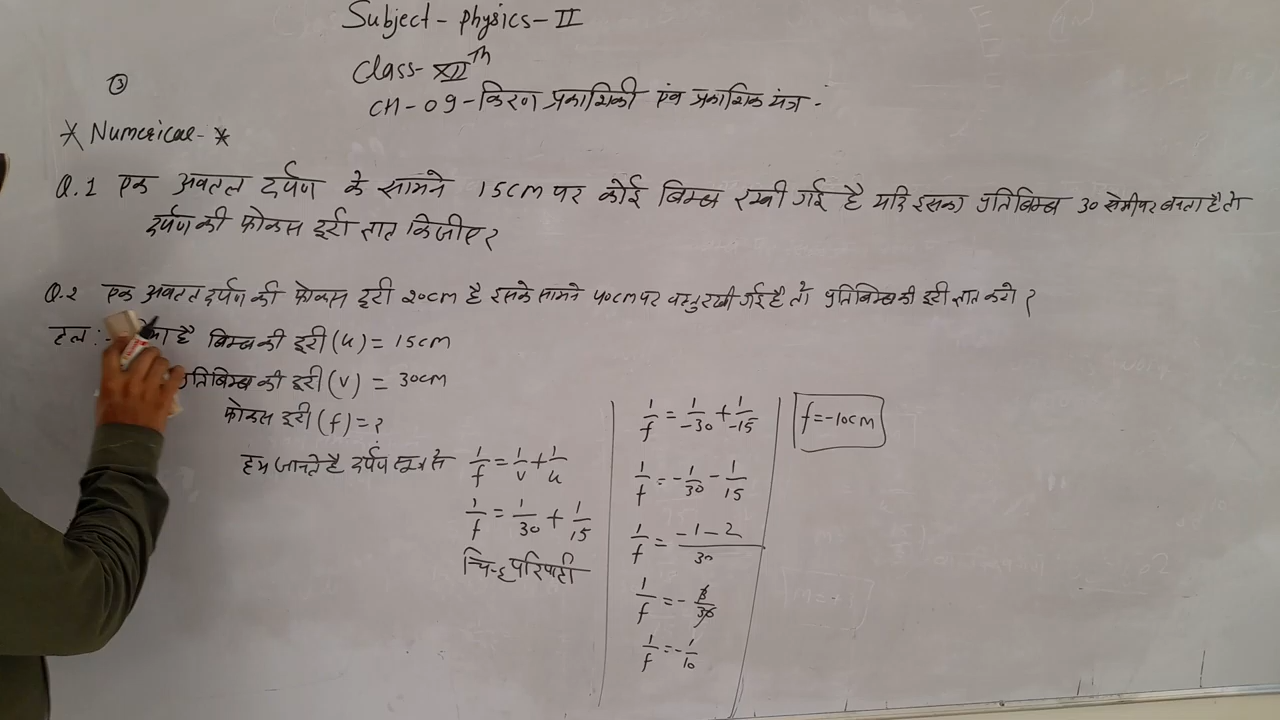 Subject - Physics - II
Class - XII Th
③
CH - 09 - किरण प्रकाशिकी एंव प्रकाशिक यंत्र -
* Numerical - *
Q.1 एक अवतल दर्पण के सामने 15cm पर कोई बिम्ब रखी गई है यदि इसका प्रतिबिम्ब 30 सेमी पर बनता है तो
दर्पण की फोकस दूरी ज्ञात किजीए ?
Q.2 एक अवतल दर्पण की फोकस दूरी 20cm है इसके सामने 40cm पर वस्तु रखी गई है तो प्रतिबिम्ब की दूरी ज्ञात करो ?
हल :- है बिम्ब की दूरी (u) = 15cm
की दूरी (v) = 30cm
फोकस दूरी (f) = ?
हम जानते है दर्पण सूत्र से 1/f = 1/v + 1/u
1/f = 1/30 + 1/15
चिन्ह परिपाटी
1/f = 1/-30 + 1/-15
1/f = -1/30 - 1/15
1/f = -1-2/30
1/f = -3/30
1/f = -1/10
f = -10cm